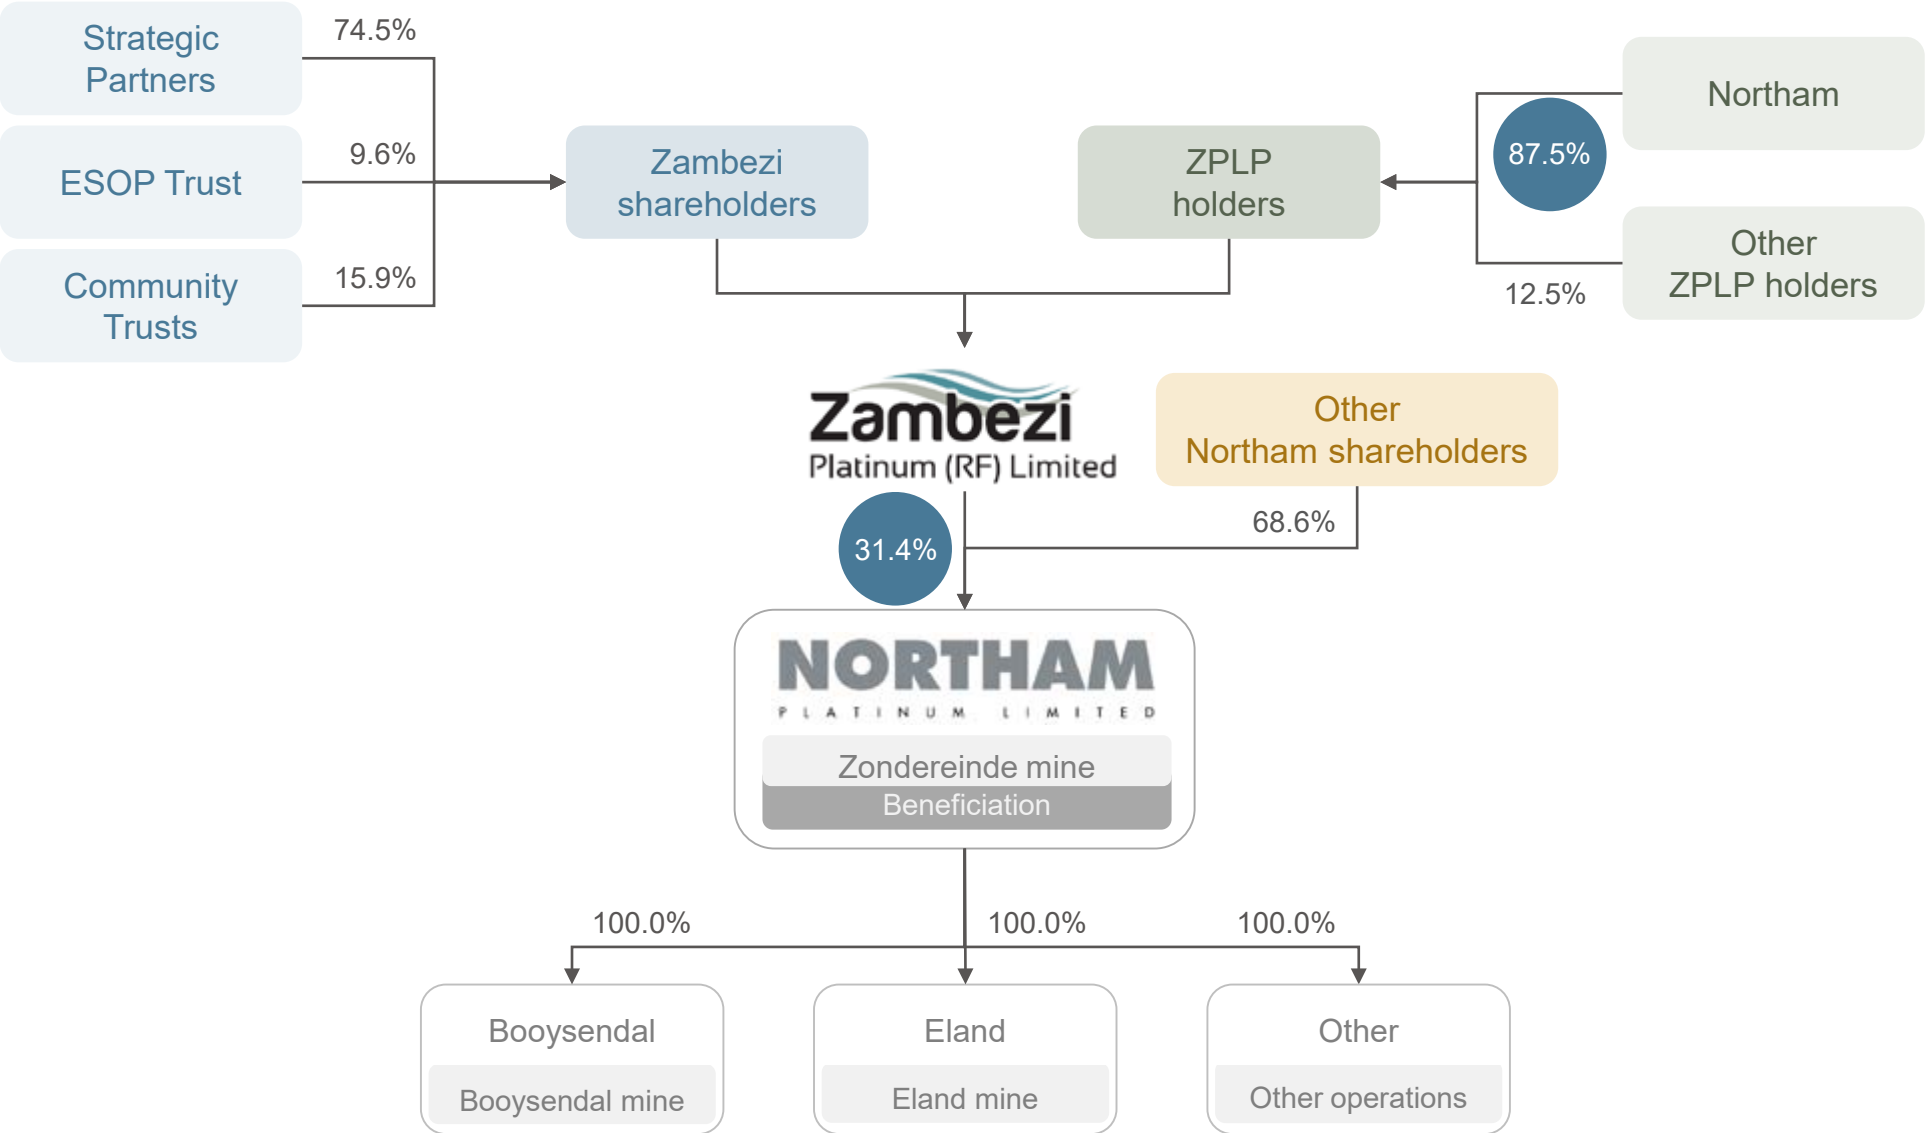 Strategic
Partners
74.5%
ESOP Trust
9.6%
Community
Trusts
15.9%
Zambezi
shareholders
ZPLP
holders
87.5%
Northam
Other
ZPLP holders
12.5%
Zambezi
Platinum (RF) Limited
Other
Northam shareholders
31.4%
68.6%
NORTHAM
PLATINUM LIMITED
Zondereinde mine
Beneficiation
100.0%
100.0%
100.0%
Booysendal
Booysendal mine
Eland
Eland mine
Other
Other operations